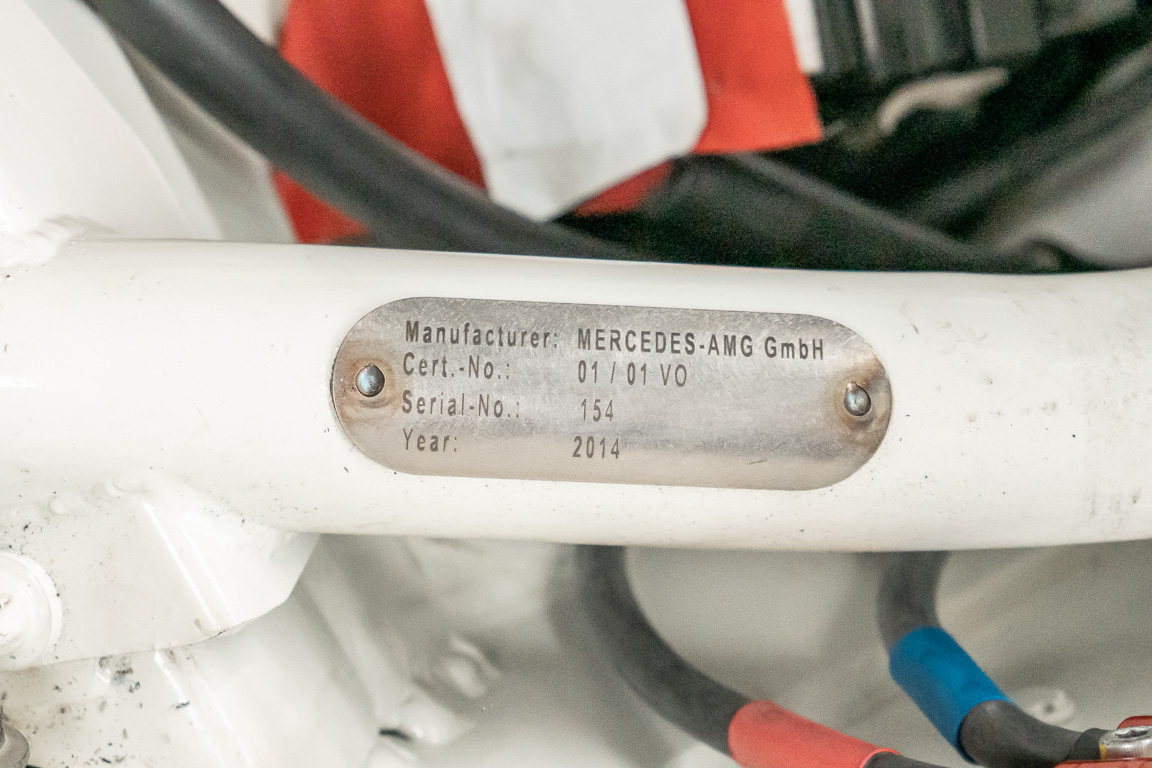 Manufacturer: MERCEDES-AMG GmbH
Cert.-No.: 01 / 01 VO
Serial-No.: 154
Year: 2014